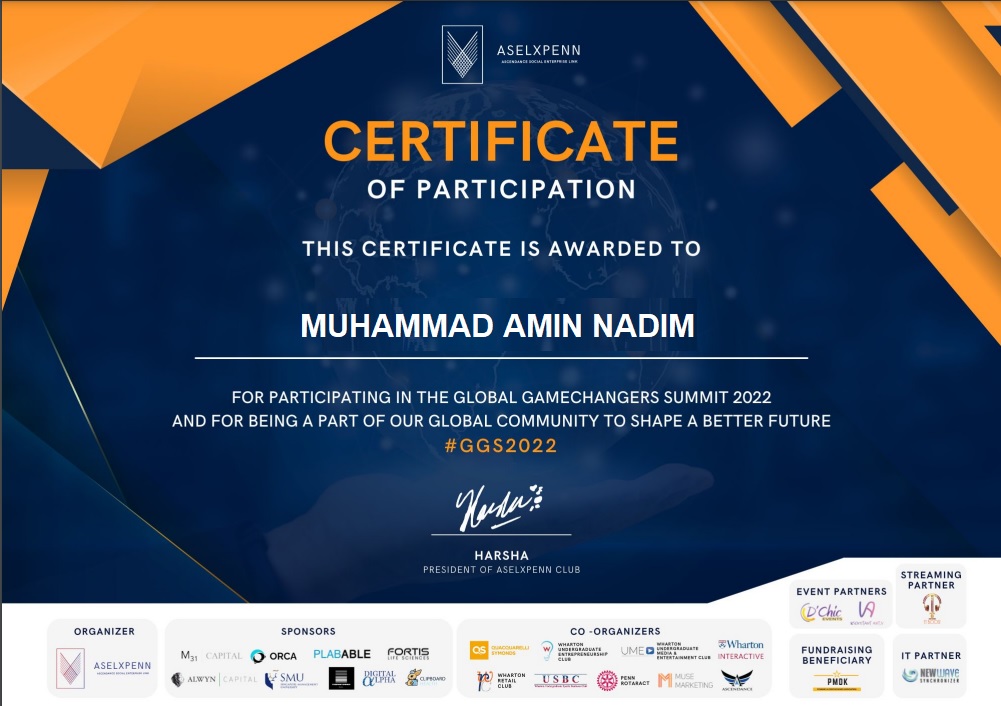 ASELXPENN
ASCENDANCE SOCIAL ENTERPRISE LINK
CERTIFICATE
OF PARTICIPATION
THIS CERTIFICATE IS AWARDED TO
MUHAMMAD AMIN NADIM
FOR PARTICIPATING IN THE GLOBAL GAMECHANGERS SUMMIT 2022
AND FOR BEING A PART OF OUR GLOBAL COMMUNITY TO SHAPE A BETTER FUTURE
#GGS2022
Harsha
HARSHA
PRESIDENT OF ASELXPENN CLUB
ORGANIZER
ASELXPENN
SPONSORS
M31 CAPITAL
ORCA
PLABABLE
FORTIS
LIFE SCIENCES
ALWYN CAPITAL
SMU
DIGITAL
ALPHA
CLIPBOARD
CO -ORGANIZERS
QS
QUACQUARELLI
SYMONDS
WHARTON
UNDERGRADUATE
ENTREPRENEURSHIP
CLUB
UME
WHARTON
UNDERGRADUATE
MEDIA &
ENTERTAINMENT CLUB
Wharton
INTERACTIVE
WHARTON
RETAIL
CLUB
USBC
PENN
ROTARACT
MUSE
MARKETING
ASCENDANCE
EVENT PARTNERS
D'Chic
EVENTS
VA
STREAMING
PARTNER
FUNDRAISING
BENEFICIARY
PMDK
IT PARTNER
NEWWAVE
SYNCHRONIZER